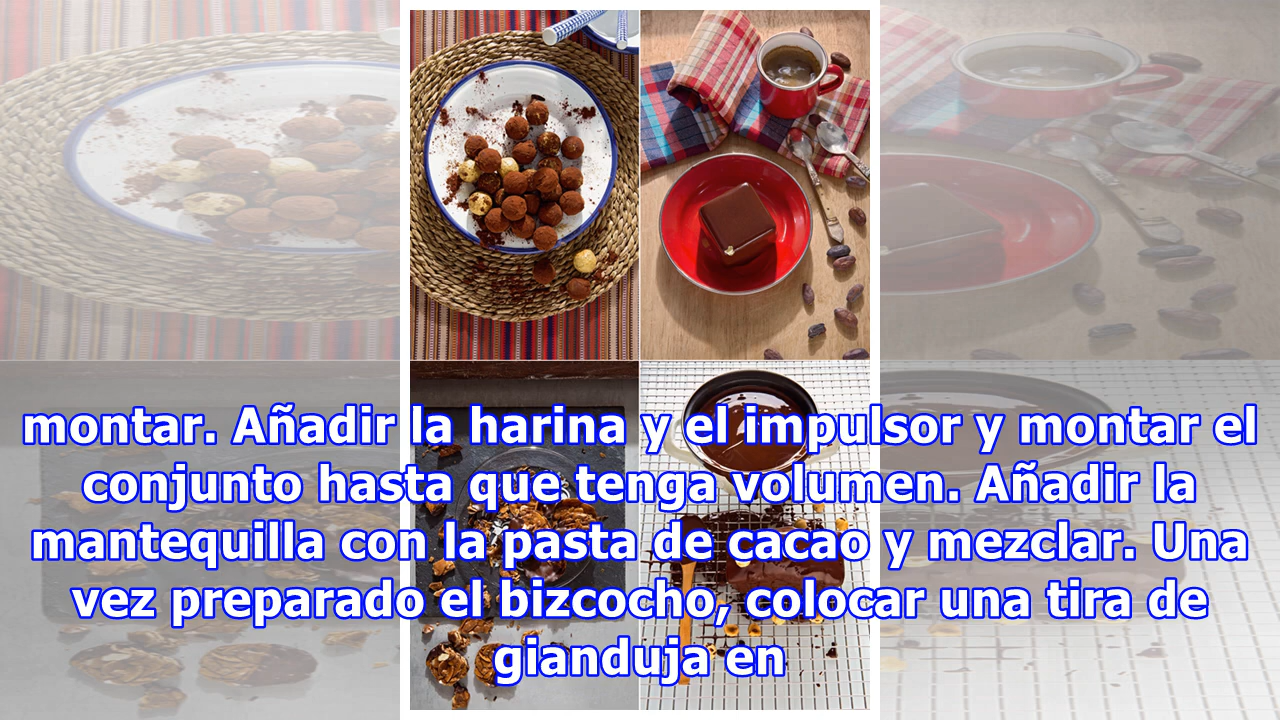 montar. Añadir la harina y el impulsor y montar el
conjunto hasta que tenga volumen. Añadir la
mantequilla con la pasta de cacao y mezclar. Una
vez preparado el bizcocho, colocar una tira de
gianduja en